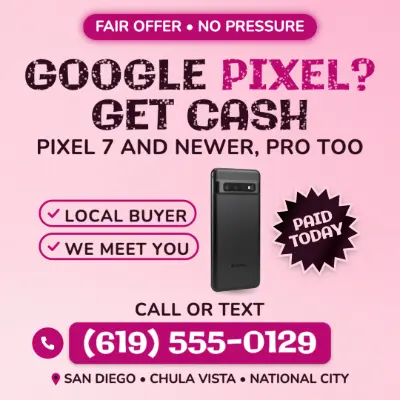 FAIR OFFER • NO PRESSURE
GOOGLE PIXEL?
GET CASH
PIXEL 7 AND NEWER, PRO TOO
LOCAL BUYER
WE MEET YOU
PAID
TODAY
CALL OR TEXT
(619) 555-0129
SAN DIEGO • CHULA VISTA • NATIONAL CITY